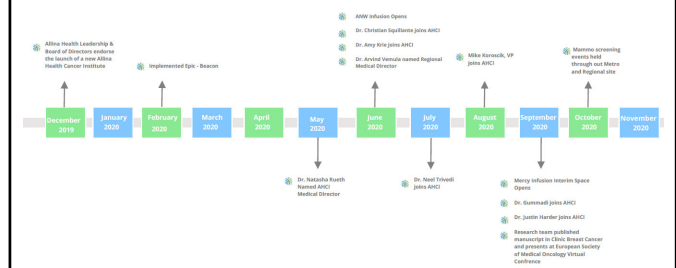 ANW Infusion Opens
Dr. Christian Squillante joins AHCI
Dr. Amy Krie joins AHCI
Dr. Arvind Vemula named Regional
Medical Director
Allina Health Leadership &
Board of Directors endorse
the launch of a new Allina
Health Cancer Institute
Implemented Epic - Beacon
Mike Koroscik, VP
joins AHCI
Mammo screening
events held
through out Metro
and Regional site
December
2019
January
2020
February
2020
March
2020
April
2020
May
2020
June
2020
July
2020
August
2020
September
2020
October
2020
November
2020
Dr. Natasha Rueth
Named AHCI
Medical Director
Dr. Neel Trivedi
joins AHCI
Mercy Infusion Interim Space
Opens
Dr. Gummadi joins AHCI
Dr. Justin Harder joins AHCI
Research team published
manuscript in Clinic Breast Cancer
and presents at European Society
of Medical Oncology Virtual
Confrence